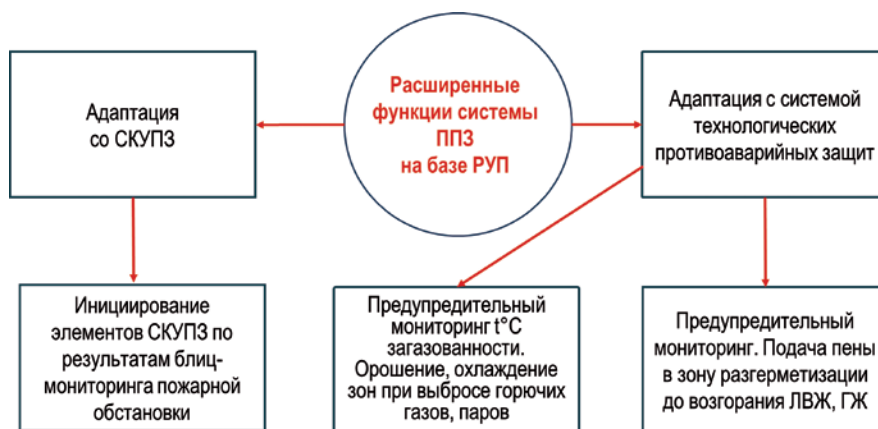 Расширенные
функции системы
ППЗ
на базе РУП
Адаптация
со СКУПЗ
Адаптация с системой
технологических
противоаварийных защит
Инициирование
элементов СКУПЗ по
результатам блиц-
мониторинга пожарной
обстановки
Предупредительный
мониторинг t°C
загазованности.
Орошение, охлаждение
зон при выбросе горючих
газов, паров
Предупредительный
мониторинг. Подача пены
в зону разгерметизации
до возгорания ЛВЖ, ГЖ